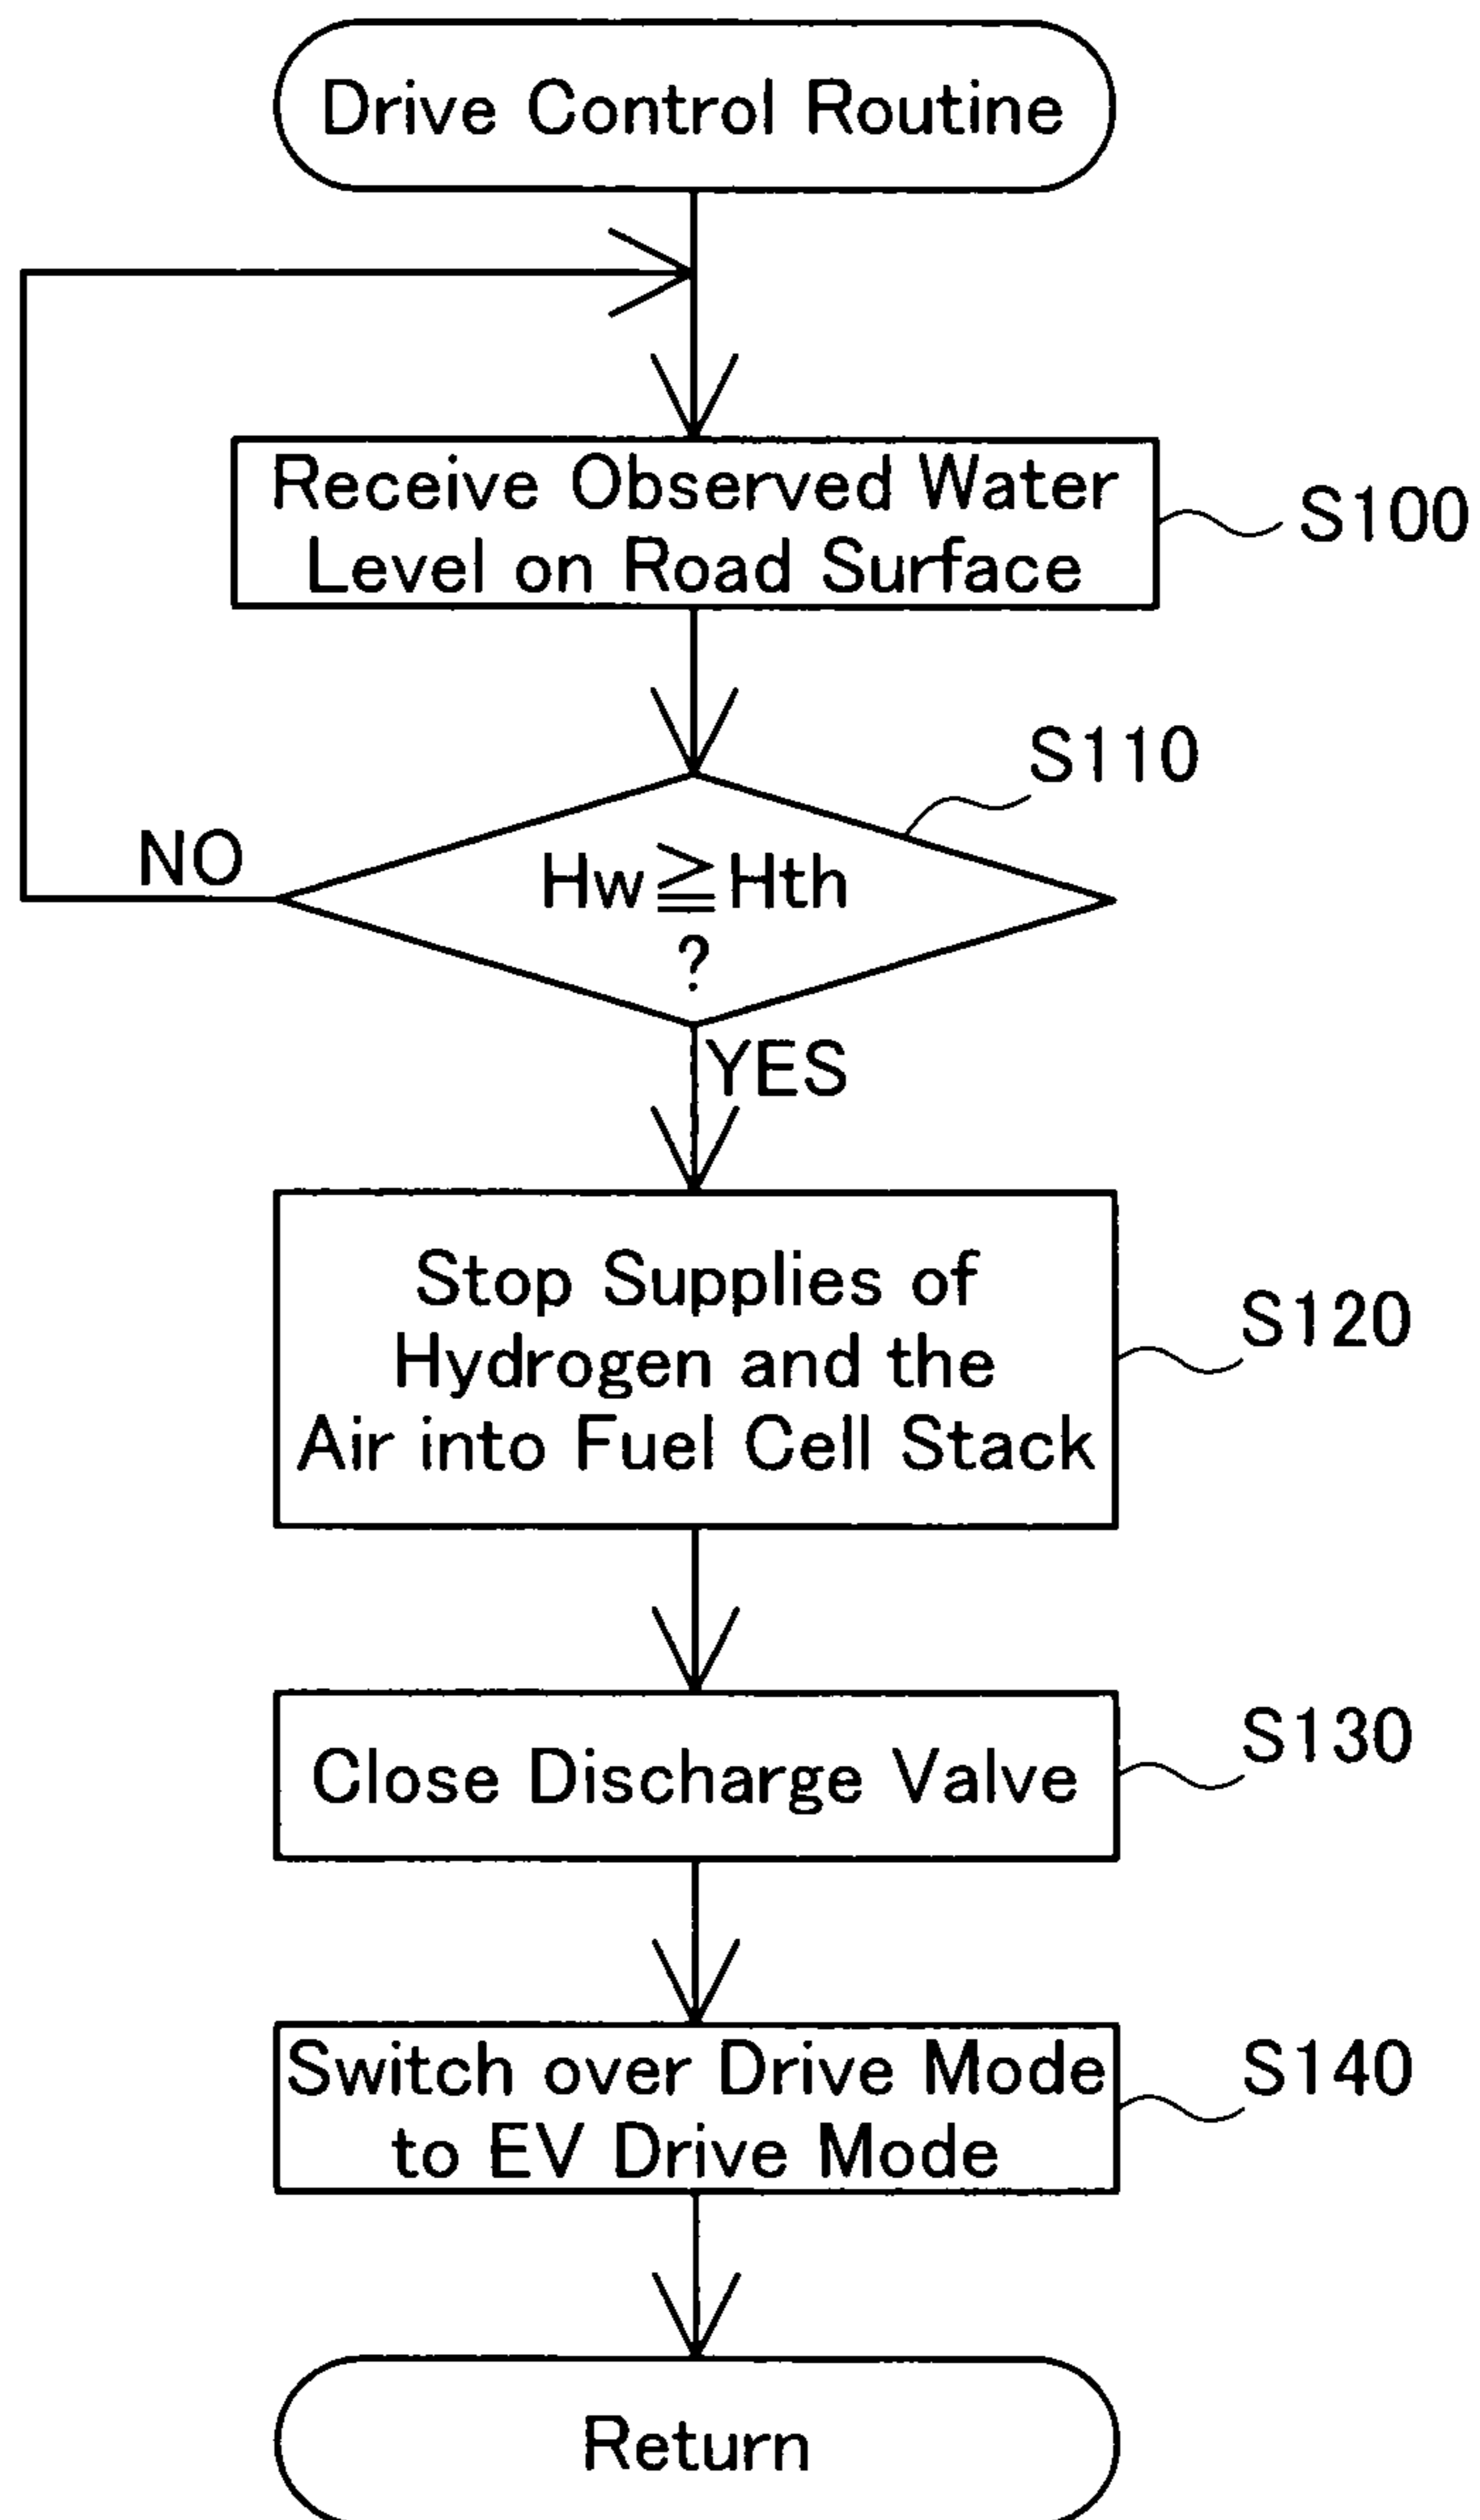 Drive Control Routine
Receive Observed Water
Level on Road Surface
S100
S110
NO
Hw≧Hth
?
YES
Stop Supplies of
Hydrogen and the
Air into Fuel Cell Stack
S120
Close Discharge Valve
S130
Switch over Drive Mode
to EV Drive Mode
S140
Return